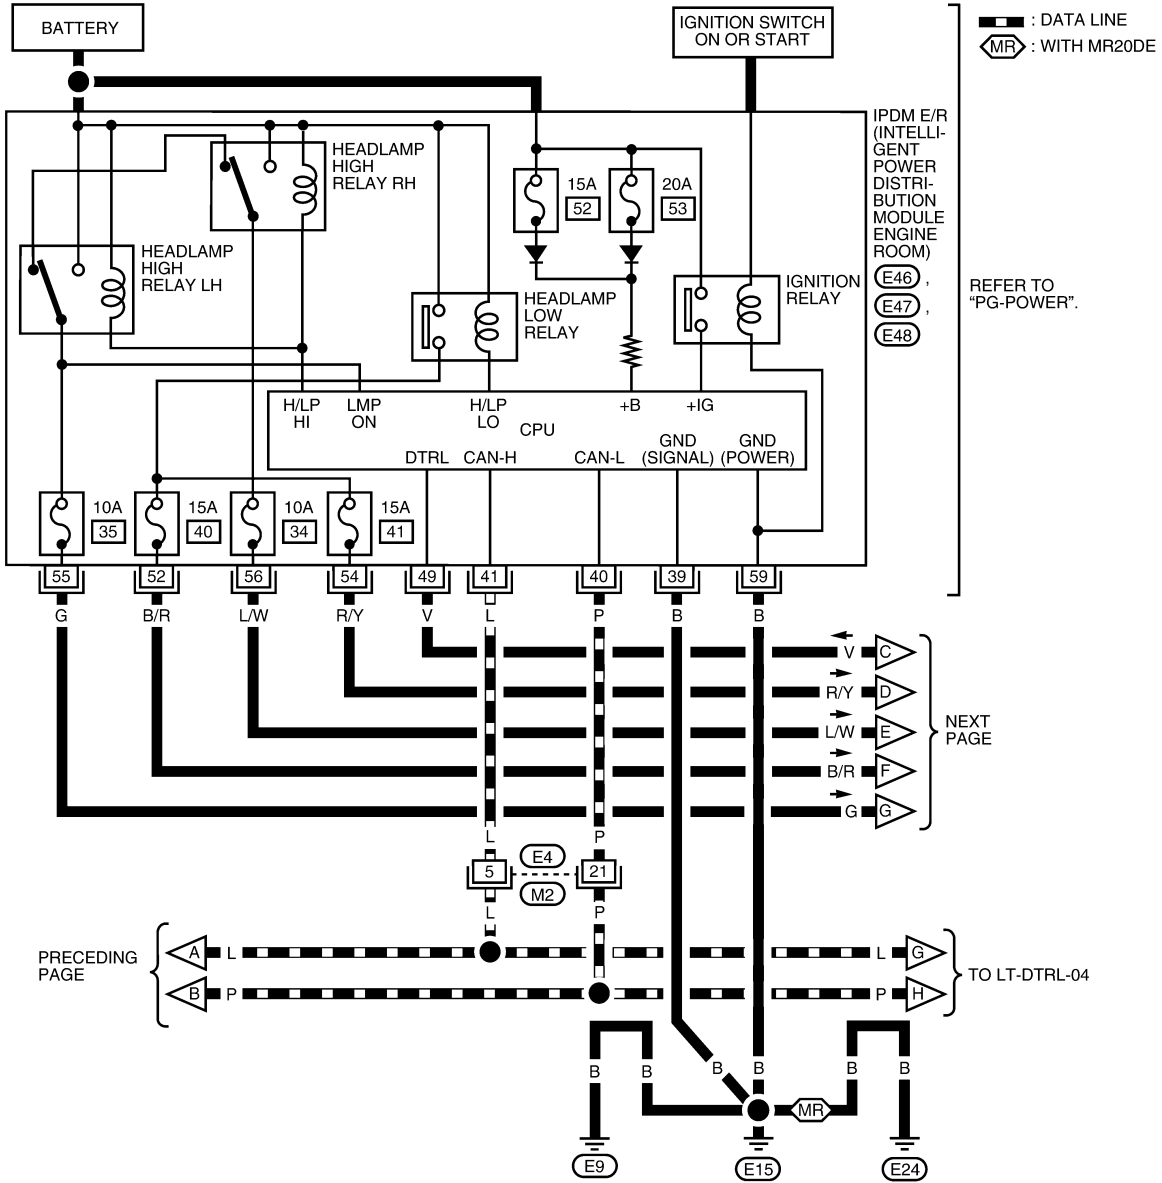 BATTERY
IGNITION SWITCH
ON OR START
: DATA LINE
MR : WITH MR20DE
HEADLAMP
HIGH
RELAY RH
15A
52
20A
53
IPDM E/R
(INTELLI-
GENT
POWER
DISTRI-
BUTION
MODULE
ENGINE
ROOM)
E46 ,
E47 ,
E48
HEADLAMP
HIGH
RELAY LH
HEADLAMP
LOW
RELAY
IGNITION
RELAY
REFER TO
“PG-POWER”.
H/LP
HI
LMP
ON
H/LP
LO
+B
+IG
CPU
DTRL
CAN-H
CAN-L
GND
(SIGNAL)
GND
(POWER)
10A
35
15A
40
10A
34
15A
41
55 52 56 54 49 41 40 39 59
G B/R L/W R/Y V L P B B
V C
R/Y D
L/W E
B/R F
G G
NEXT
PAGE
L P
5 E4 21
M2
L P
PRECEDING
PAGE
A L L G
B P P H
TO LT-DTRL-04
B B B B B B
MR
E9 E15 E24